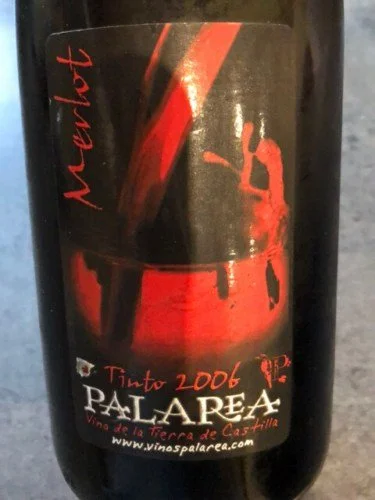 Merlot
Tinto 2006
PALAREA
Vino de la Tierra de Castilla
www.vinospalarea.com